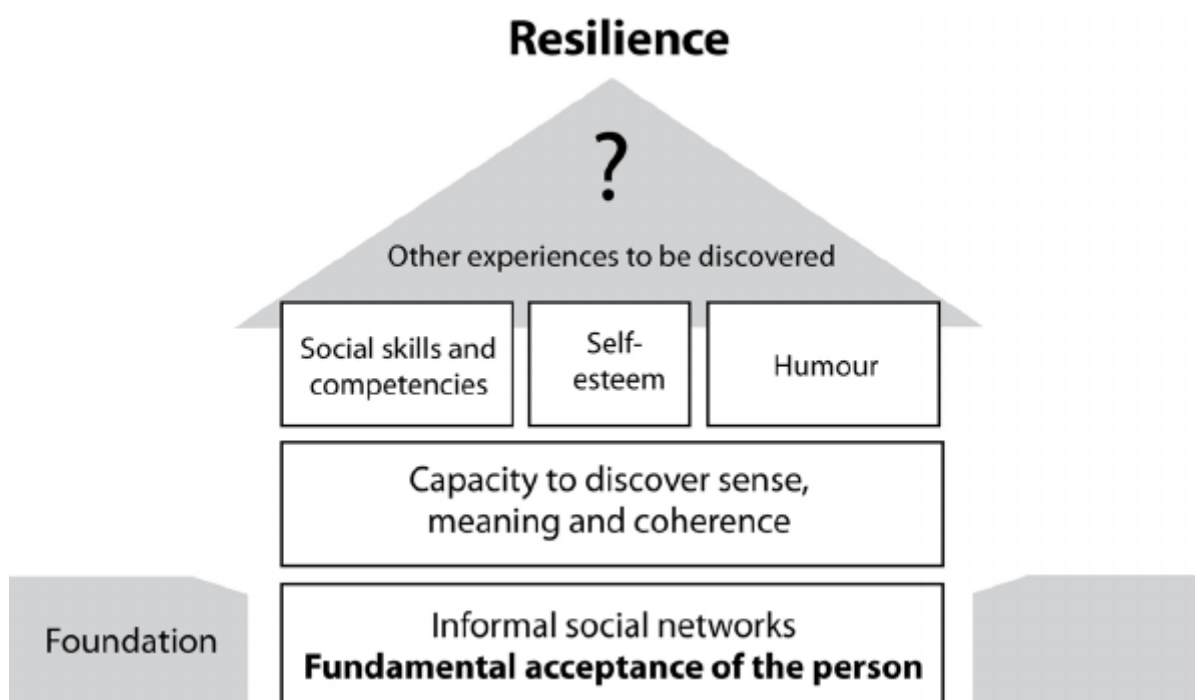 Resilience
?
Other experiences to be discovered
Social skills and
competencies
Self-
esteem
Humour
Capacity to discover sense,
meaning and coherence
Foundation
Informal social networks
Fundamental acceptance of the person